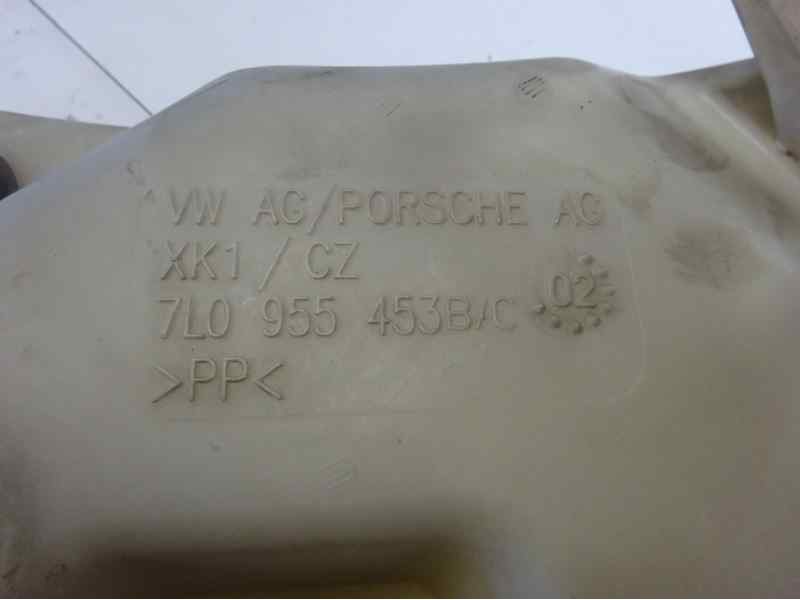 VW AG/PORSCHE AG
XK1 / CZ
7L0 955 453B/C 02
>PP<